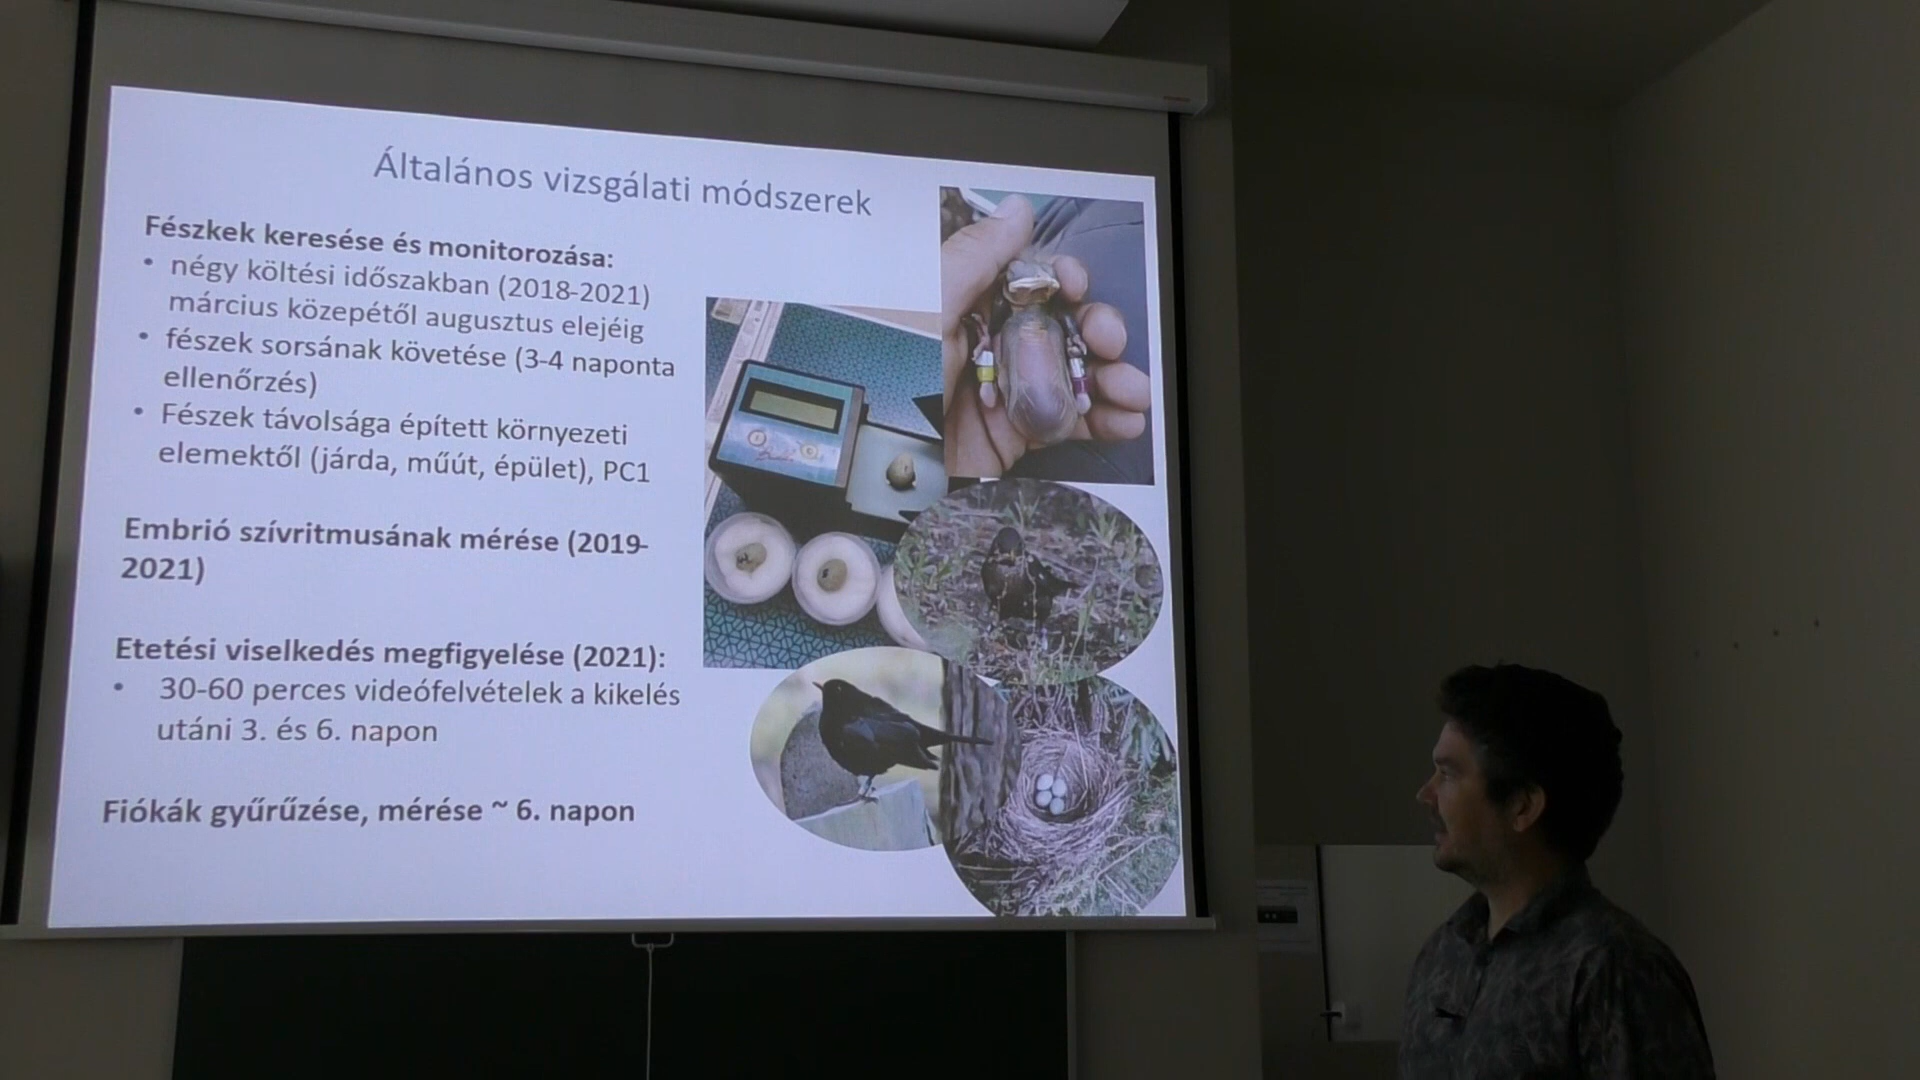 Általános vizsgálati módszerek
Fészkek keresése és monitorozása:
• négy költési időszakban (2018-2021)
március közepétől augusztus elejéig
• fészek sorsának követése (3-4 naponta
ellenőrzés)
• Fészek távolsága épített környezeti
elemektől (járda, műút, épület), PC1
Embrió szívritmusának mérése (2019-
2021)
Etetési viselkedés megfigyelése (2021):
• 30-60 perces videófelvételek a kikelés
utáni 3. és 6. napon
Fiókák gyűrűzése, mérése ~ 6. napon